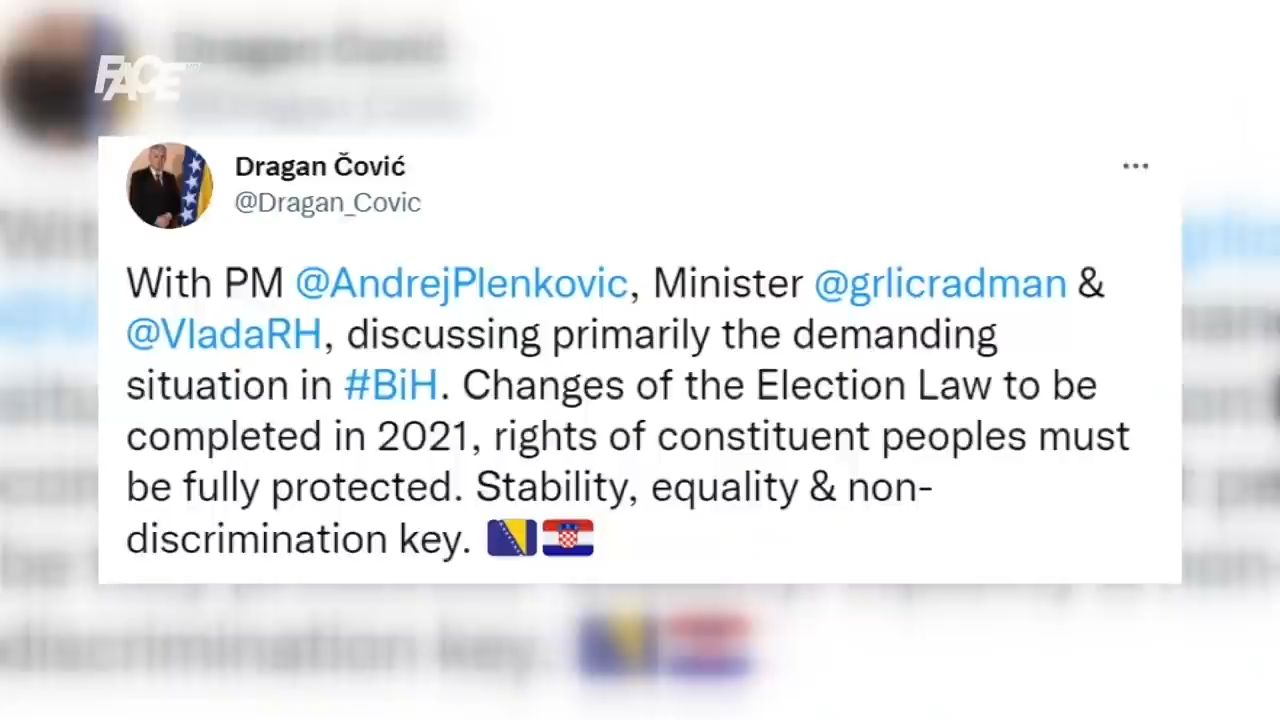 FACE HD
Dragan Čović
@Dragan_Covic
With PM @AndrejPlenkovic, Minister @grlicradman &
@VladaRH, discussing primarily the demanding
situation in #BiH. Changes of the Election Law to be
completed in 2021, rights of constituent peoples must
be fully protected. Stability, equality & non-
discrimination key. 🇧🇦🇭🇷